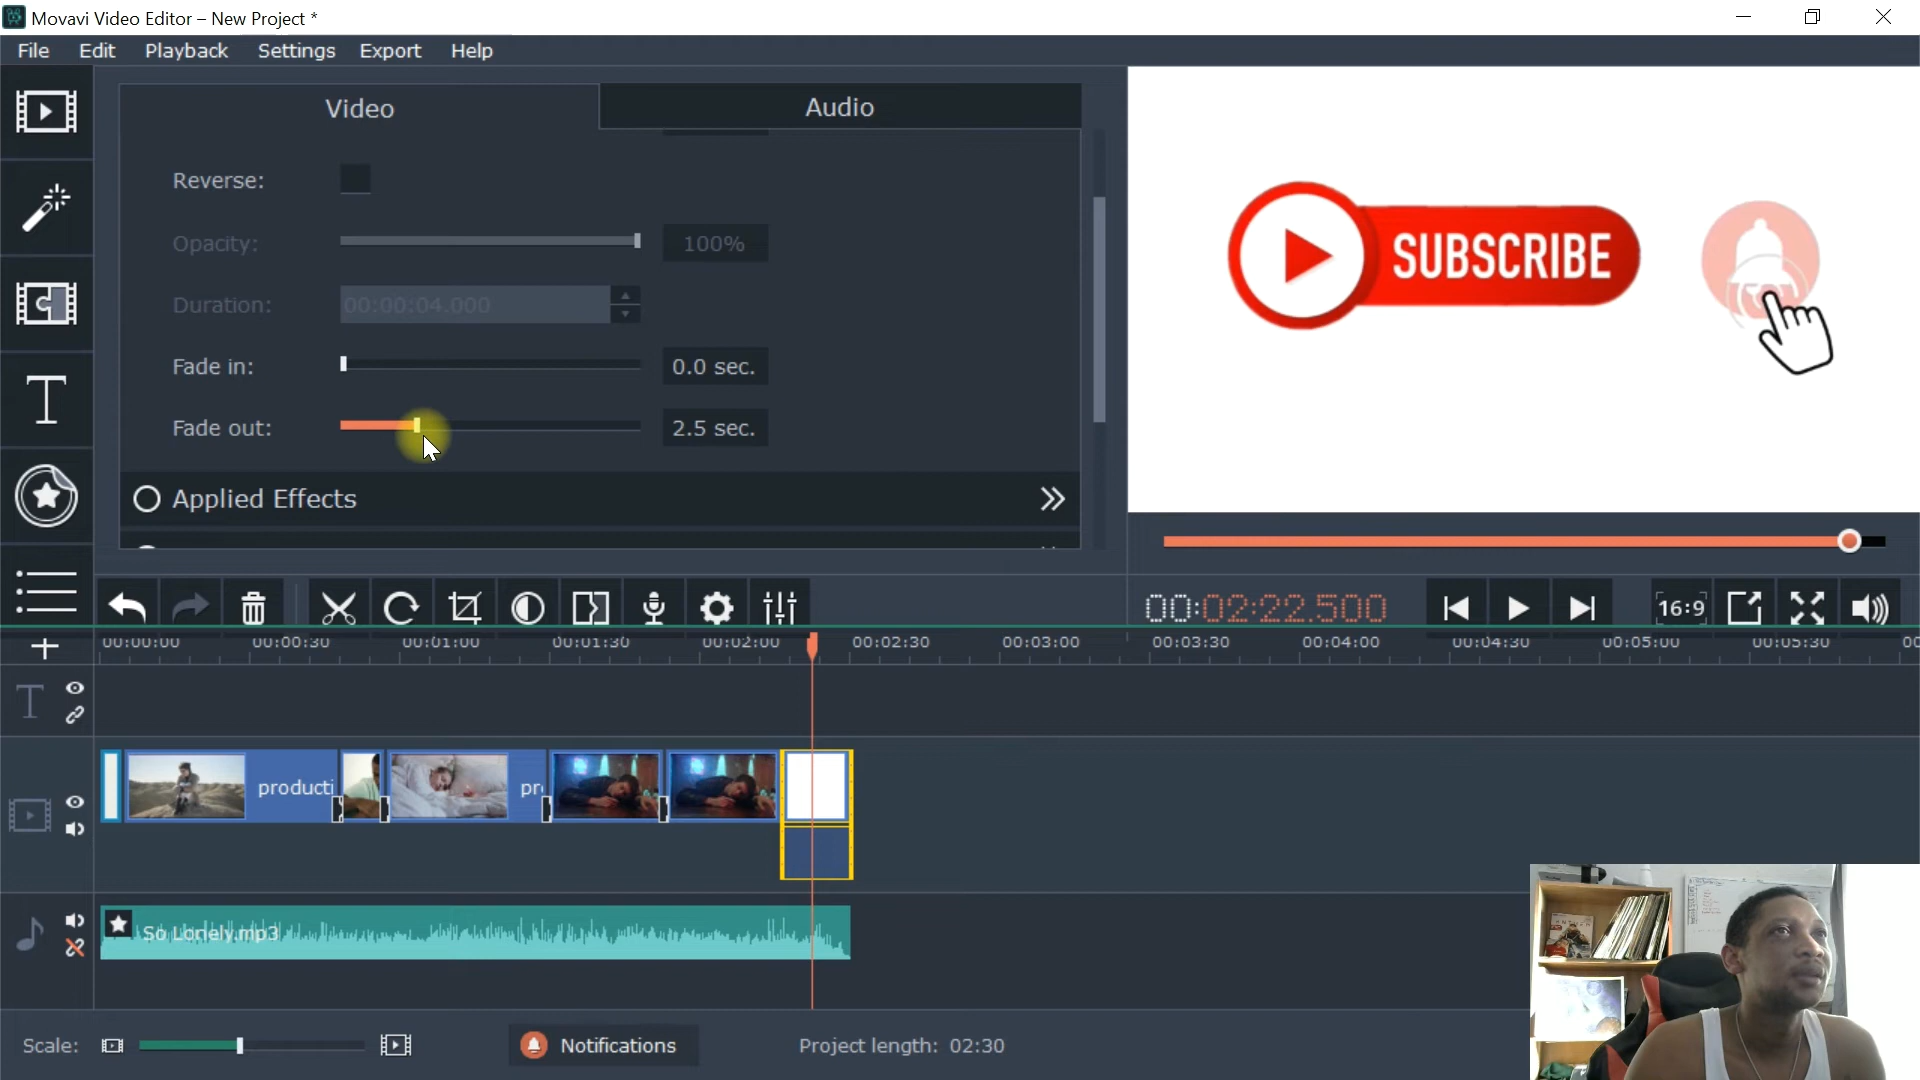 Movavi Video Editor – New Project *
File Edit Playback Settings Export Help
Video Audio
Reverse:
Opacity: 100%
Duration: 00:00:04.000
Fade in: 0.0 sec.
Fade out: 2.5 sec.
Applied Effects
SUBSCRIBE
00:02:22.500
16:9
00:00:00 00:00:30 00:01:00 00:01:30 00:02:00 00:02:30 00:03:00 00:03:30 00:04:00 00:04:30 00:05:00 00:05:30 00
T
producti pr
So Lonely.mp3
Scale: Notifications Project length: 02:30